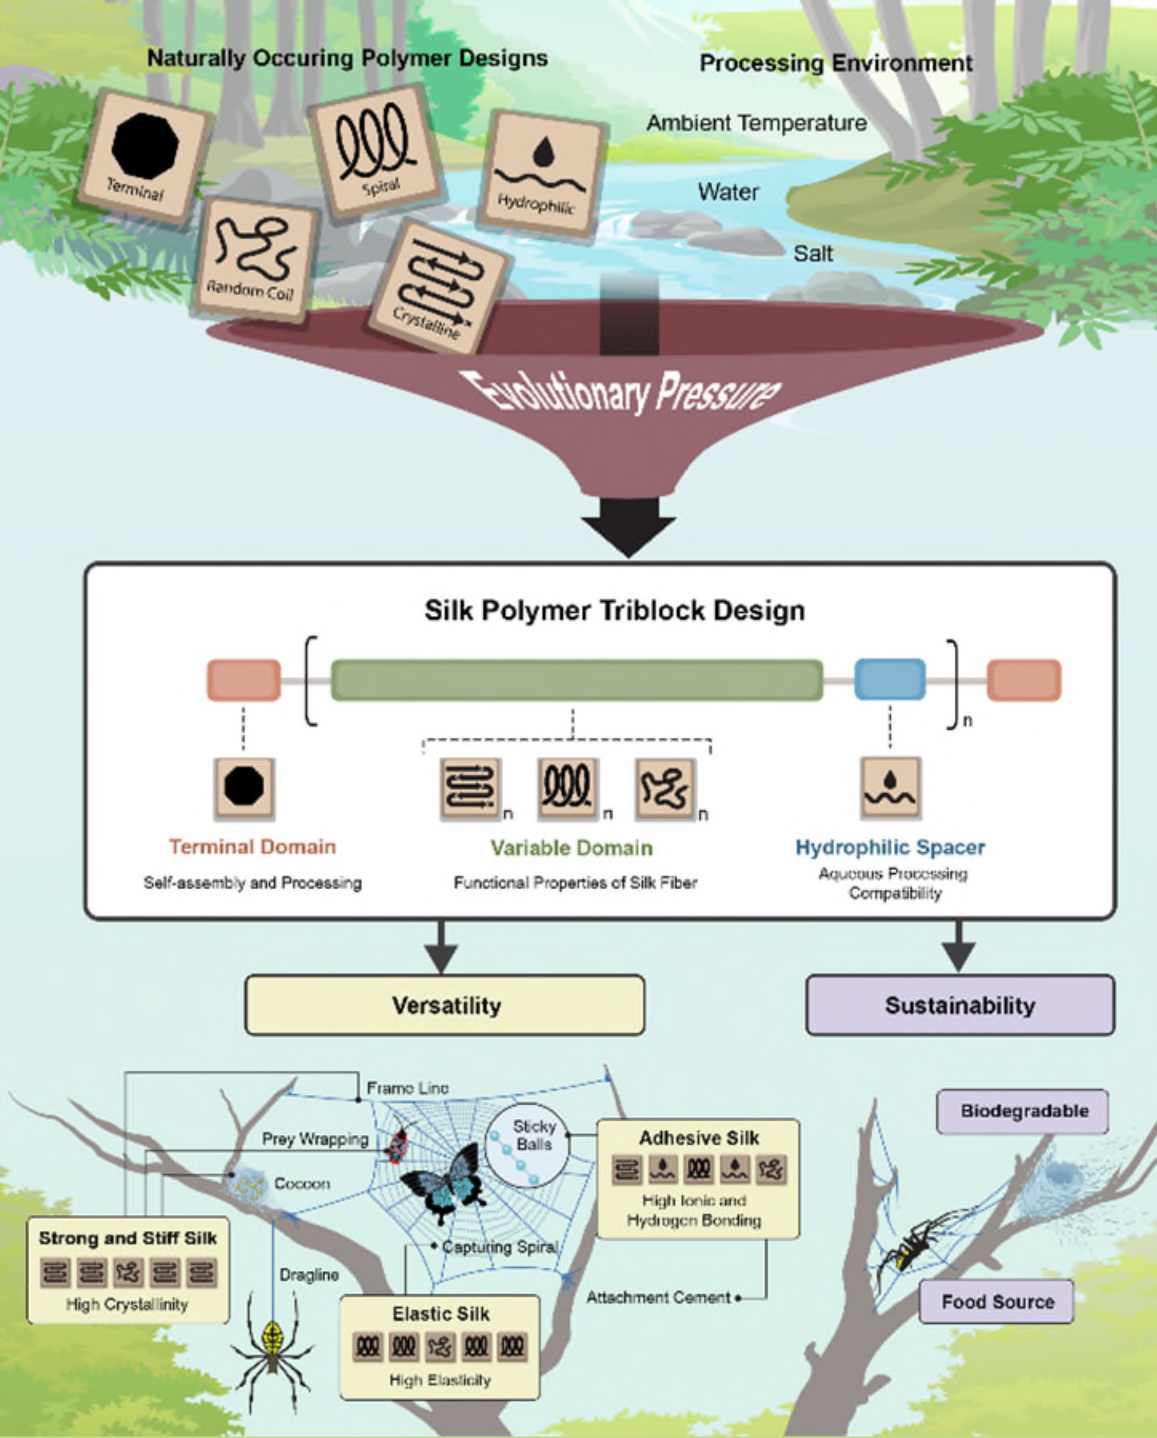 Naturally Occuring Polymer Designs
Processing Environment
Terminal
Spiral
Hydrophilic
Random Coil
Crystalline
Ambient Temperature
Water
Salt
Evolutionary Pressure
Silk Polymer Triblock Design
n
n
n
n
Terminal Domain
Variable Domain
Hydrophilic Spacer
Self-assembly and Processing
Functional Properties of Silk Fiber
Aqueous Processing
Compatibility
Versatility
Sustainability
Frame Line
Prey Wrapping
Cocoon
Sticky
Balls
Adhesive Silk
High Ionic and
Hydrogen Bonding
Strong and Stiff Silk
High Crystallinity
Dragline
Capturing Spiral
Attachment Cement
Elastic Silk
High Elasticity
Biodegradable
Food Source